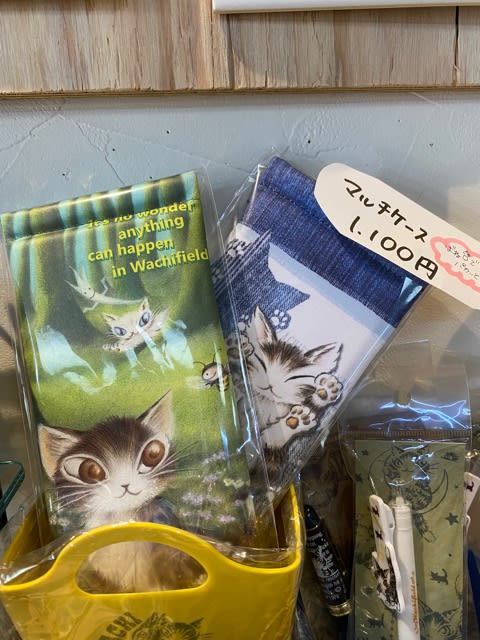 it's no wonder
anything
can happen
in Wachifield
マルチケース
1,100円